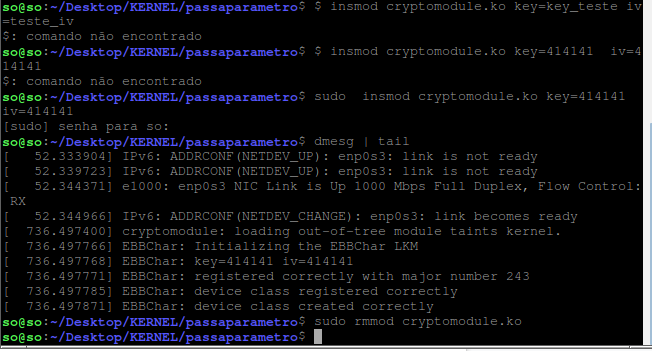 so@so:~/Desktop/KERNEL/passaparametro$ $ insmod cryptomodule.ko key=key_teste iv
=teste_iv
$: comando não encontrado
so@so:~/Desktop/KERNEL/passaparametro$ $ insmod cryptomodule.ko key=414141  iv=4
14141
$: comando não encontrado
so@so:~/Desktop/KERNEL/passaparametro$ sudo  insmod cryptomodule.ko key=414141
iv=414141
[sudo] senha para so:
so@so:~/Desktop/KERNEL/passaparametro$ dmesg | tail
[   52.333904] IPv6: ADDRCONF(NETDEV_UP): enp0s3: link is not ready
[   52.339723] IPv6: ADDRCONF(NETDEV_UP): enp0s3: link is not ready
[   52.344371] e1000: enp0s3 NIC Link is Up 1000 Mbps Full Duplex, Flow Control:
 RX
[   52.344966] IPv6: ADDRCONF(NETDEV_CHANGE): enp0s3: link becomes ready
[  736.497400] cryptomodule: loading out-of-tree module taints kernel.
[  736.497766] EBBChar: Initializing the EBBChar LKM
[  736.497768] EBBChar: key=414141 iv=414141
[  736.497771] EBBChar: registered correctly with major number 243
[  736.497785] EBBChar: device class registered correctly
[  736.497871] EBBChar: device class created correctly
so@so:~/Desktop/KERNEL/passaparametro$ sudo rmmod cryptomodule.ko
so@so:~/Desktop/KERNEL/passaparametro$